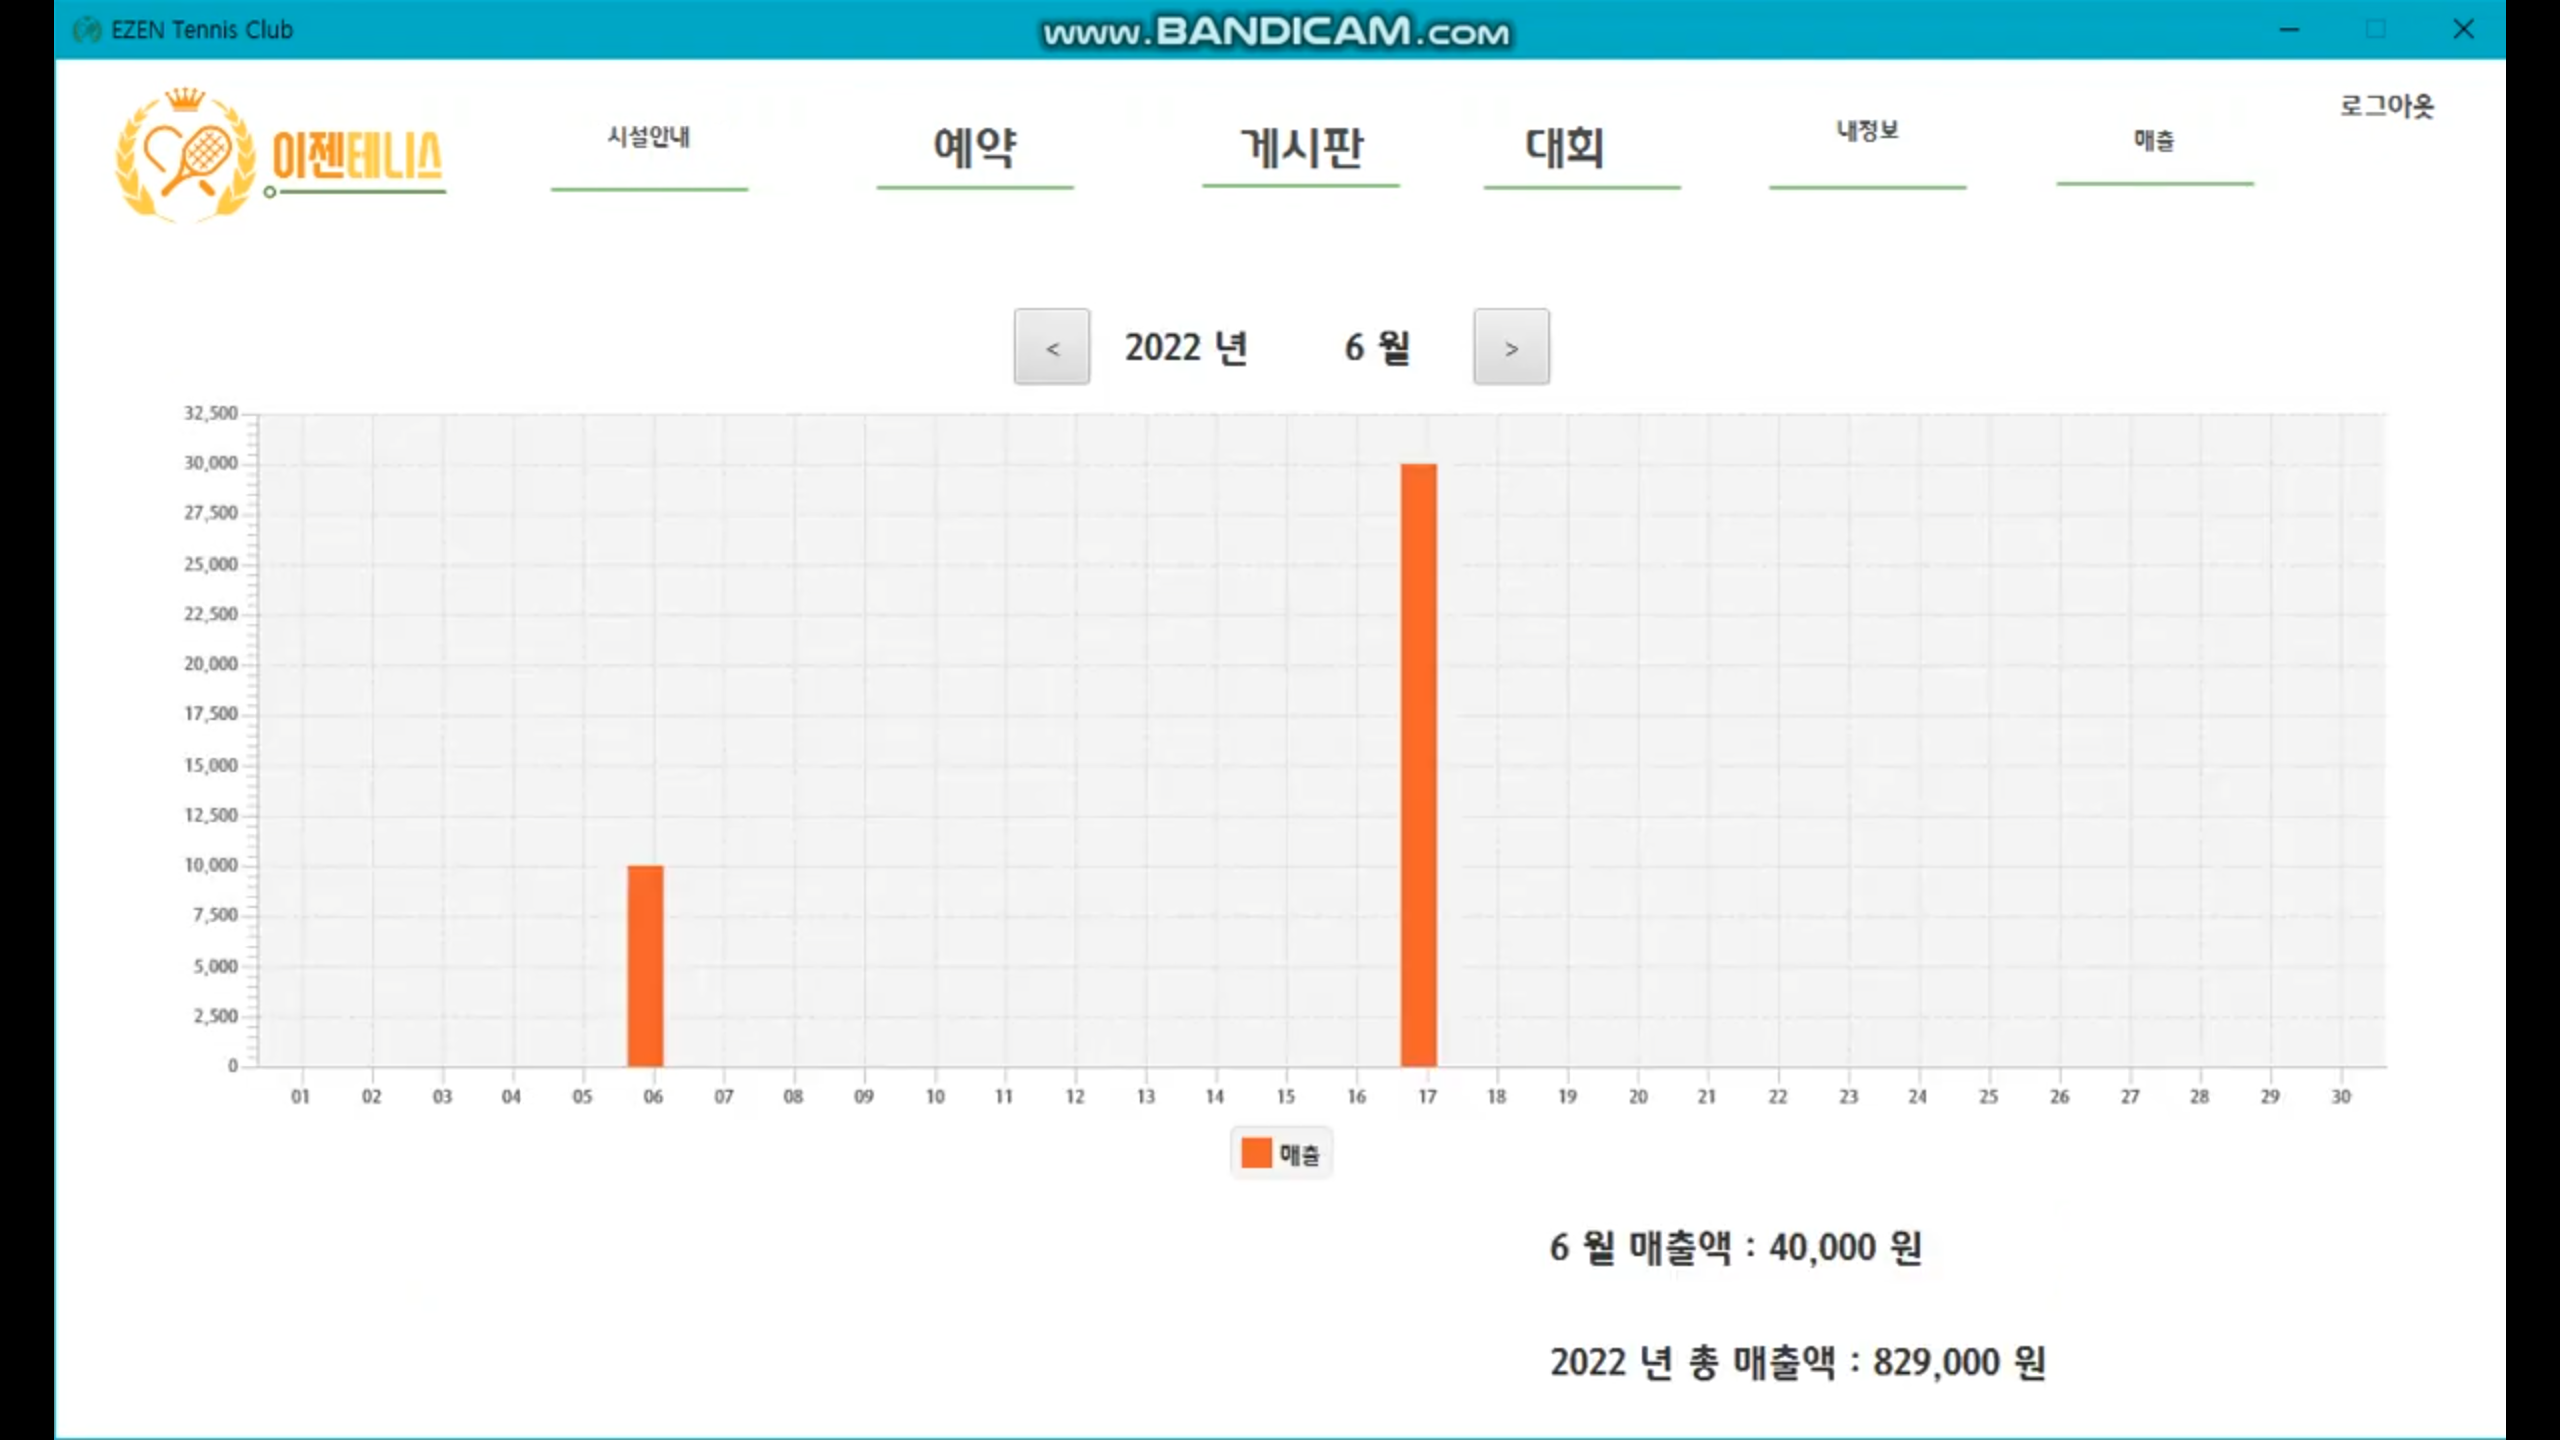 EZEN Tennis Club
www.BANDICAM.com
로그아웃
이젠테니스
시설안내
예약
게시판
대회
내정보
매출
< 2022 년 6 월 >
32,500
30,000
27,500
25,000
22,500
20,000
17,500
15,000
12,500
10,000
7,500
5,000
2,500
0
01 02 03 04 05 06 07 08 09 10 11 12 13 14 15 16 17 18 19 20 21 22 23 24 25 26 27 28 29 30
매출
6 월 매출액 : 40,000 원
2022 년 총 매출액 : 829,000 원